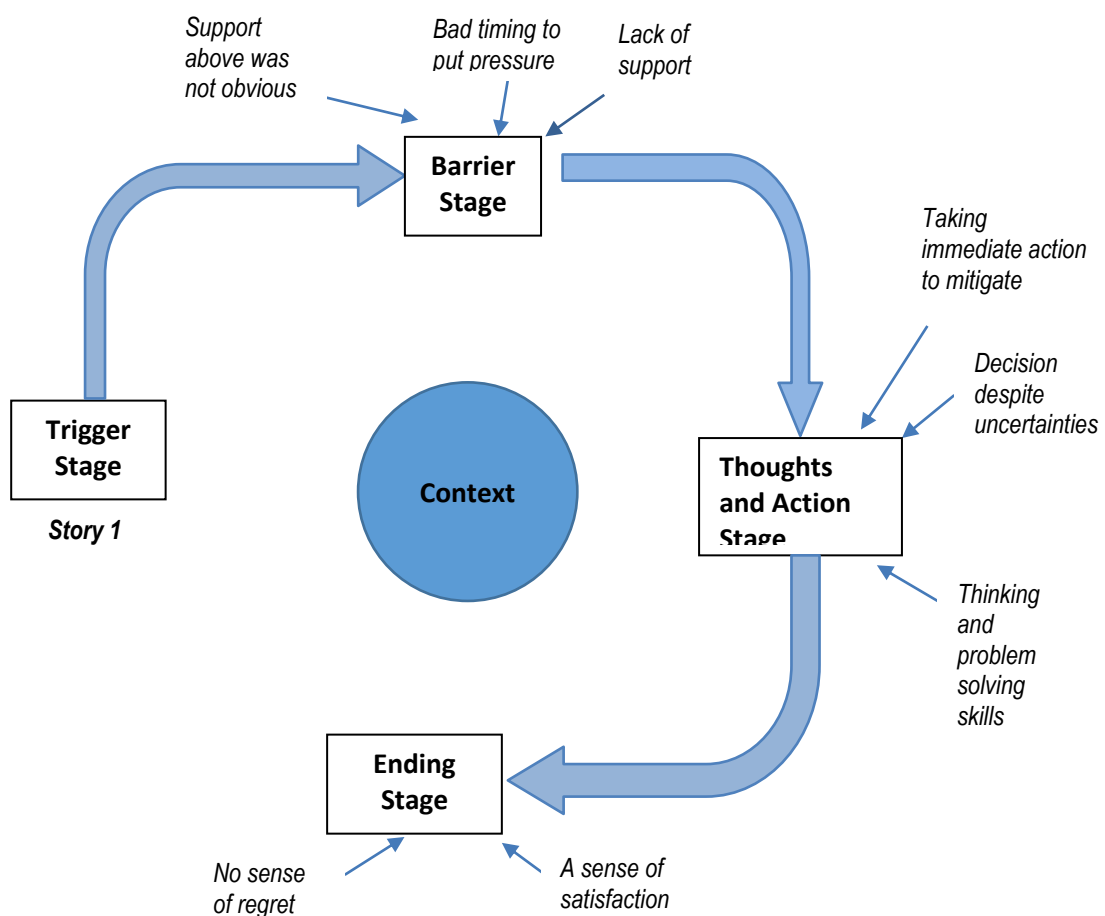 Support
above was
not obvious
Bad timing to
put pressure
Lack of
support
Barrier
Stage
Taking
immediate action
to mitigate
Decision
despite
uncertainties
Trigger
Stage
Story 1
Context
Thoughts
and Action
Stage
Thinking
and
problem
solving
skills
Ending
Stage
No sense
of regret
A sense of
satisfaction